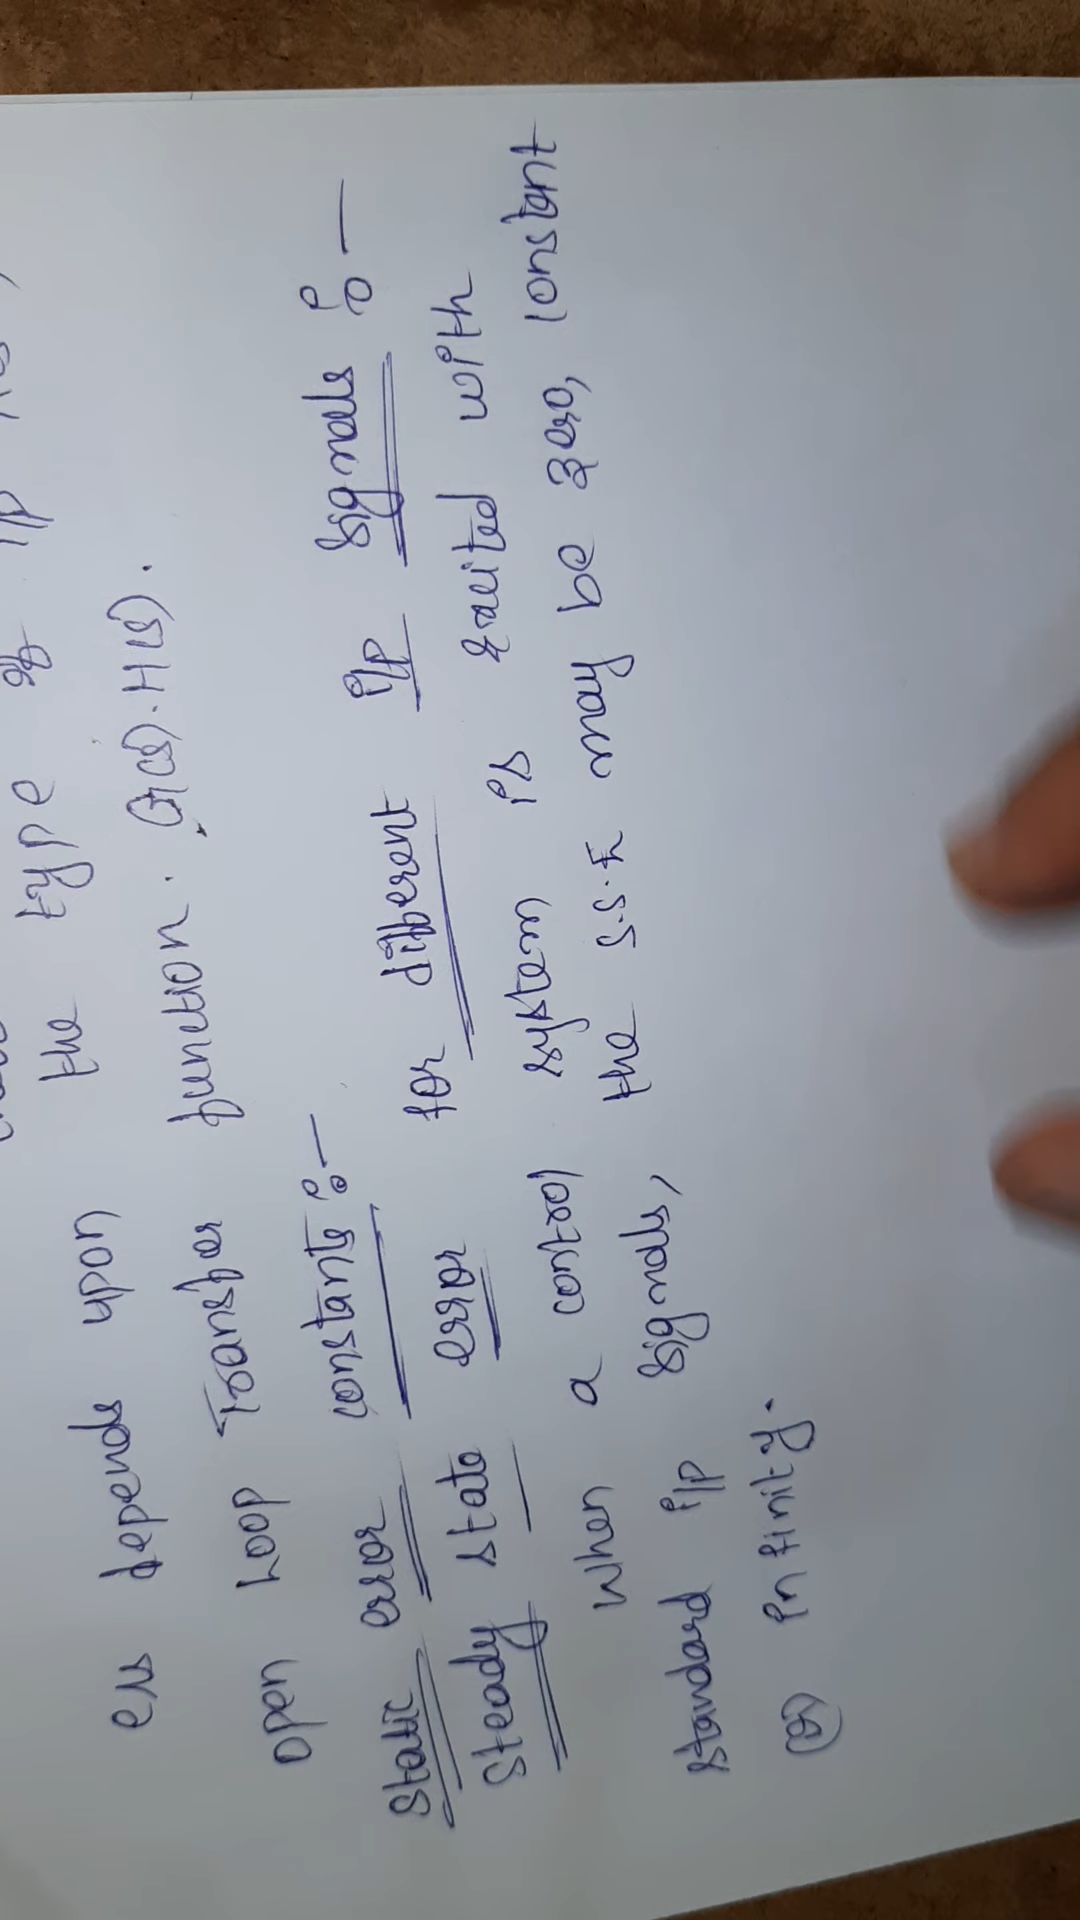 the type of i/p
ess depends upon
open Loop Transfer function. G(s)·H(s).
Static error constants :-
Steady state error for different i/p signals :-
When a control system is excited with
standard i/p signals, the S.S.E may be zero, constant
(or) infinity.